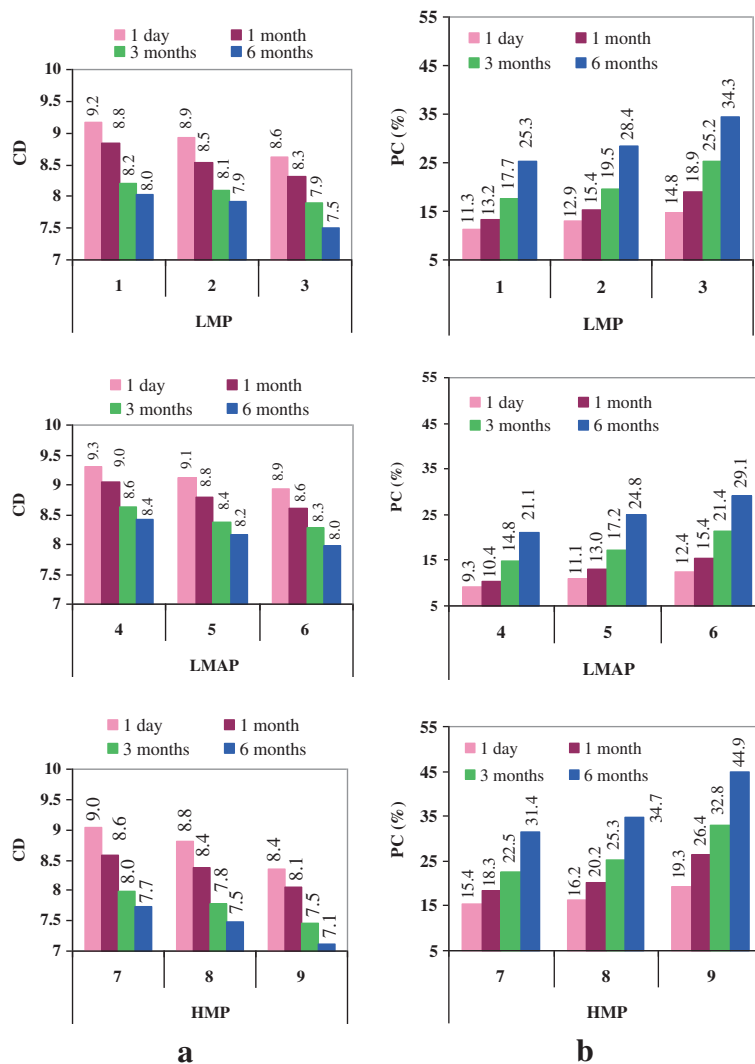 1 day 1 month
3 months 6 months
10
9.5
9
8.5
8
7.5
7
CD
9.2 8.8 8.2 8.0 8.9 8.5 8.1 7.9 8.6 8.3 7.9 7.5
1 2 3
LMP
55
45
35
25
15
5
PC (%)
1 day 1 month
3 months 6 months
11.3 13.2 17.7 25.3 12.9 15.4 19.5 28.4 14.8 18.9 25.2 34.3
1 2 3
LMP
1 day 1 month
3 months 6 months
10
9.5
9
8.5
8
7.5
7
CD
9.3 9.0 8.6 8.4 9.1 8.8 8.4 8.2 8.9 8.6 8.3 8.0
4 5 6
LMAP
55
45
35
25
15
5
PC (%)
1 day 1 month
3 months 6 months
9.3 10.4 14.8 21.1 11.1 13.0 17.2 24.8 12.4 15.4 21.4 29.1
4 5 6
LMAP
1 day 1 month
3 months 6 months
10
9.5
9
8.5
8
7.5
7
CD
9.0 8.6 8.0 7.7 8.8 8.4 7.8 7.5 8.4 8.1 7.5 7.1
7 8 9
HMP
55
45
35
25
15
5
PC (%)
1 day 1 month
3 months 6 months
15.4 18.3 22.5 31.4 16.2 20.2 25.3 34.7 19.3 26.4 32.8 44.9
7 8 9
HMP
a b